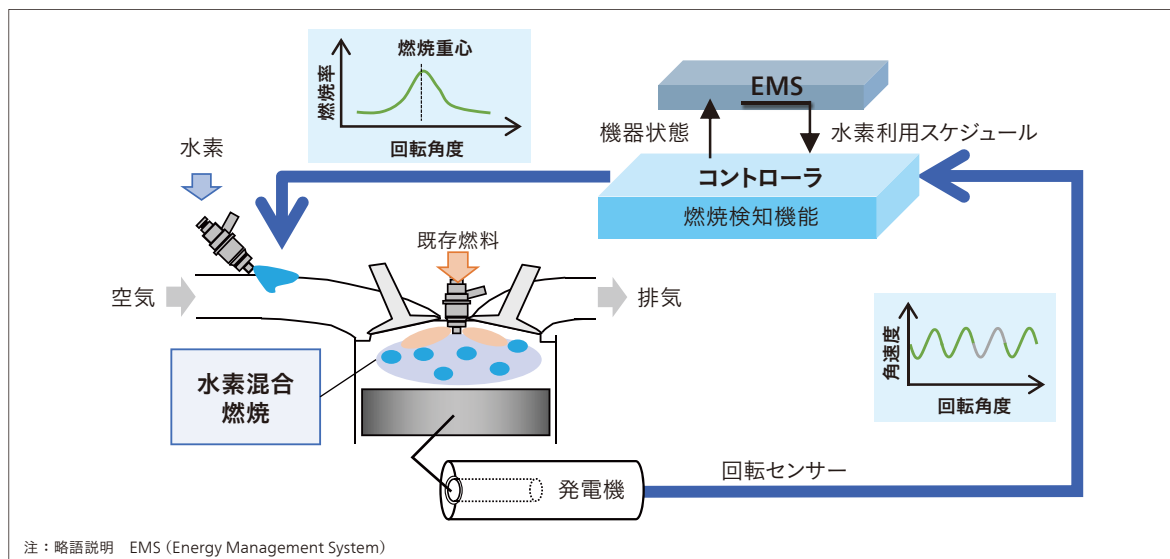 燃焼重心
燃焼率
回転角度
EMS
機器状態
水素利用スケジュール
コントローラ
燃焼検知機能
水素
既存燃料
空気
排気
水素混合
燃焼
角速度
回転角度
回転センサー
発電機
注：略語説明　EMS（Energy Management System）